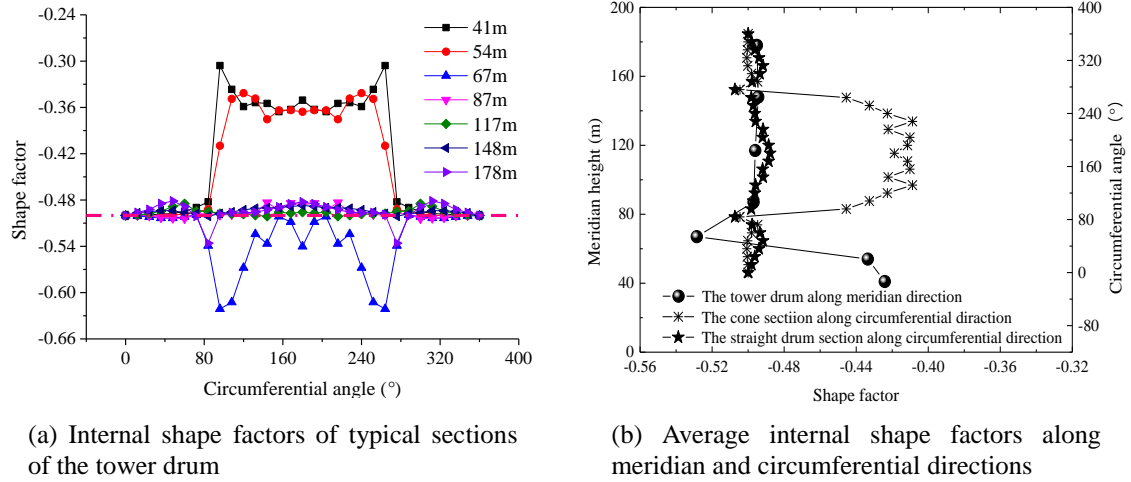 -0.24
-0.30
-0.36
-0.42
-0.48
-0.54
-0.60
-0.66
Shape factor
0
80
160
240
320
400
Circumferential angle (°)
41m
54m
67m
87m
117m
148m
178m
(a) Internal shape factors of typical sections
of the tower drum
200
160
120
80
40
0
Meridian height (m)
400
320
240
160
80
0
-80
Circumferential angle (°)
The tower drum along meridian direction
The cone sectiion along circumferential diraction
The straight drum section along circumferential direction
-0.56
-0.52
-0.48
-0.44
-0.40
-0.36
-0.32
Shape factor
(b) Average internal shape factors along
meridian and circumferential directions